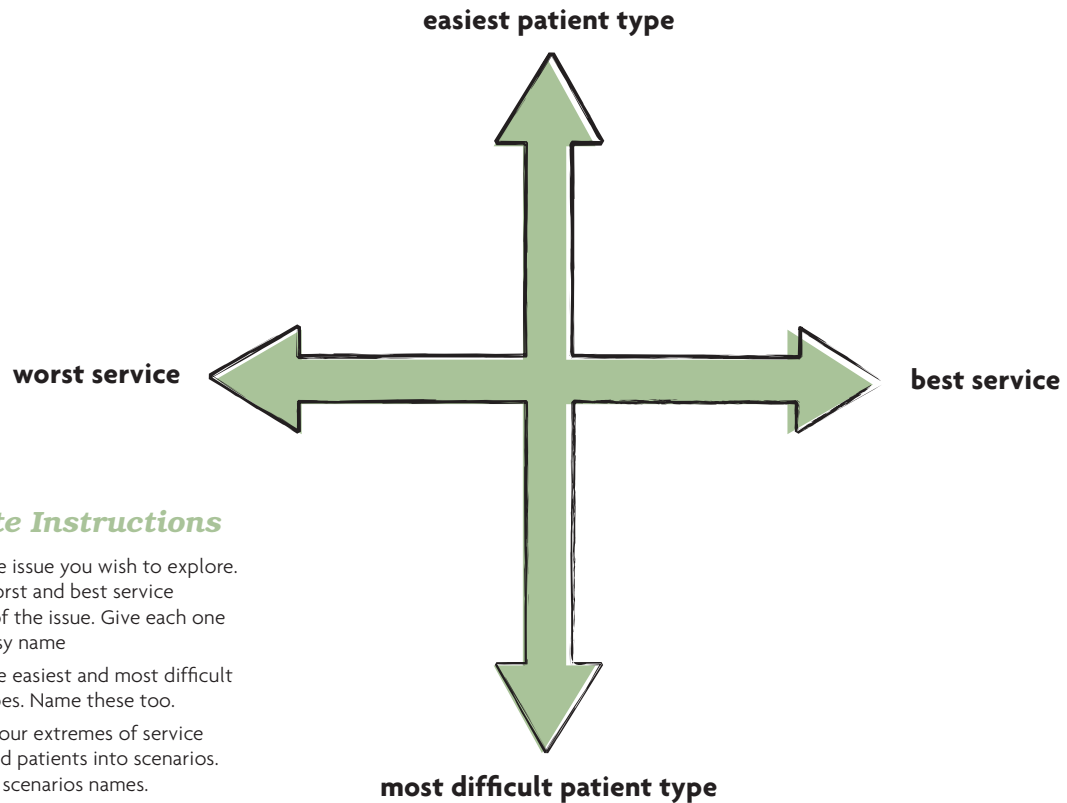 easiest patient type
worst service
best service
te Instructions
e issue you wish to explore.
orst and best service
of the issue. Give each one
sy name
e easiest and most difficult
es. Name these too.
our extremes of service
d patients into scenarios.
scenarios names.
most difficult patient type